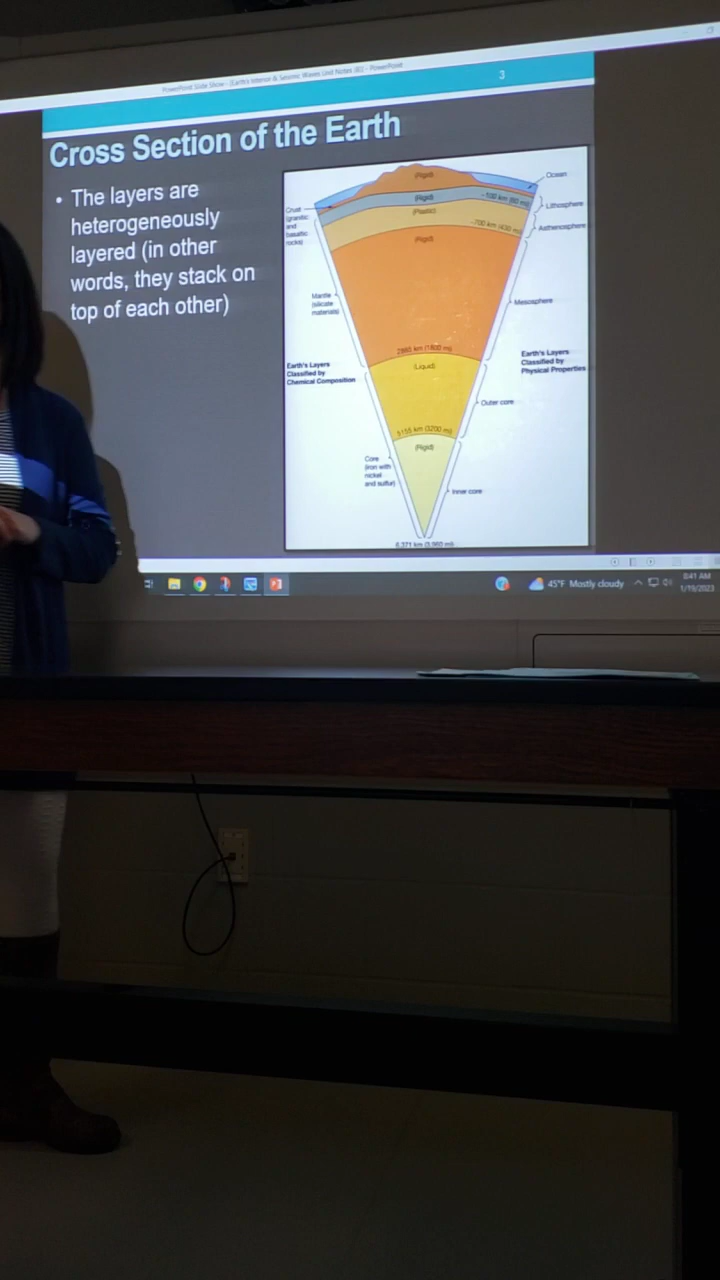 PowerPoint Slide Show - [Earth's Interior & Seismic Waves Unit Notes (B)] - PowerPoint
3
Cross Section of the Earth
• The layers are
heterogeneously
layered (in other
words, they stack on
top of each other)
(Rigid)
Ocean
Crust
(granitic
and
basaltic
rocks)
(Rigid)
~100 km (60 mi)
Lithosphere
(Plastic)
~700 km (430 mi)
Asthenosphere
(Rigid)
Mantle
(silicate
materials)
Mesosphere
2885 km (1800 mi)
Earth's Layers
Classified by
Chemical Composition
(Liquid)
Earth's Layers
Classified by
Physical Properties
Outer core
5155 km (3200 mi)
(Rigid)
Core
(iron with
nickel
and sulfur)
Inner core
6,371 km (3,960 mi)
45°F Mostly cloudy
8:41 AM
1/19/2023